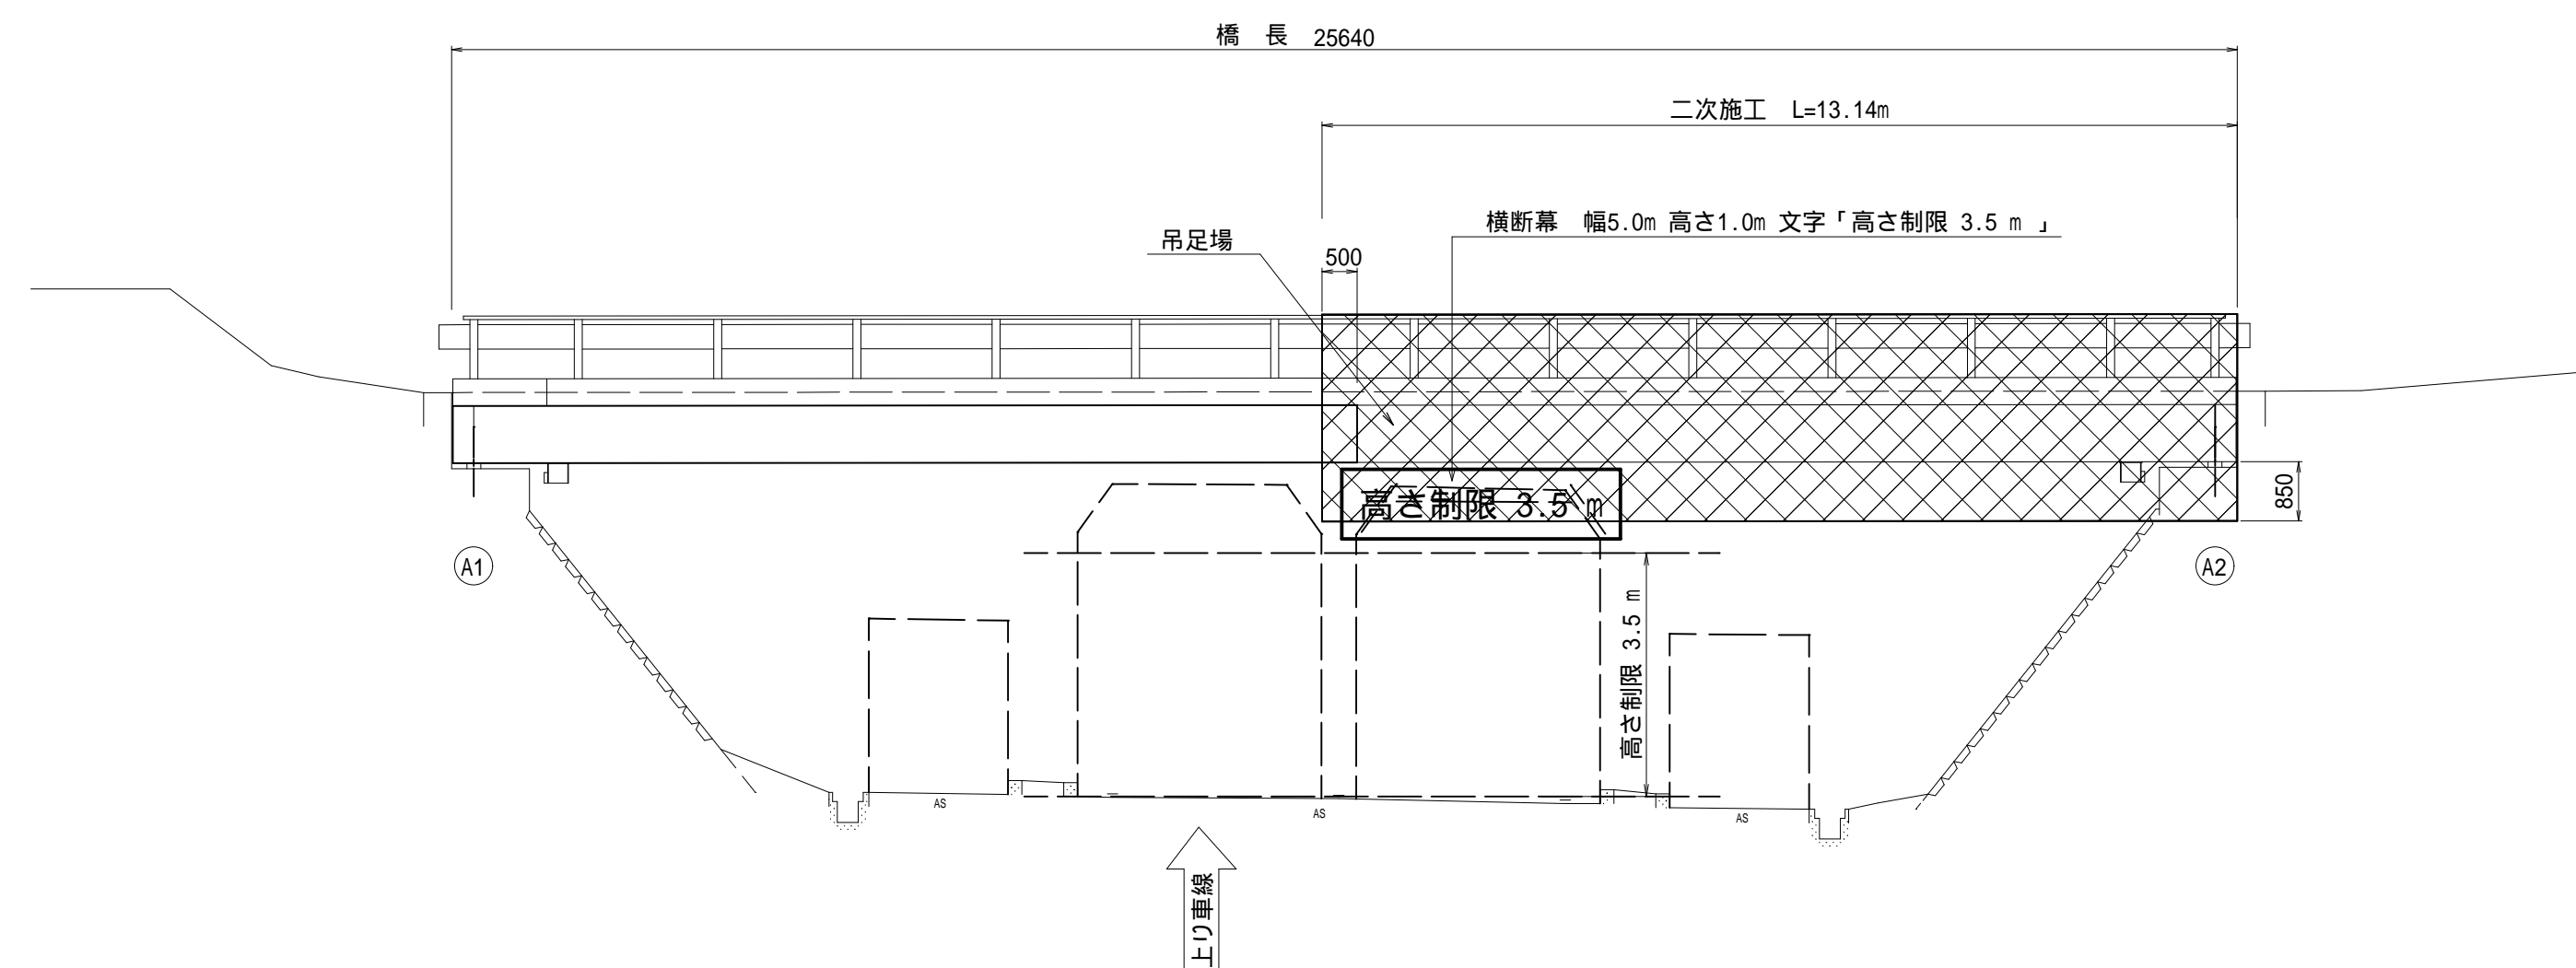 橋　長　25640
二次施工　L=13.14m
横断幕　幅5.0m 高さ1.0m 文字「高さ制限 3.5 m 」
吊足場
500
高さ制限 3.5 m
850
A1
A2
高さ制限 3.5 m
AS
AS
AS
上り車線